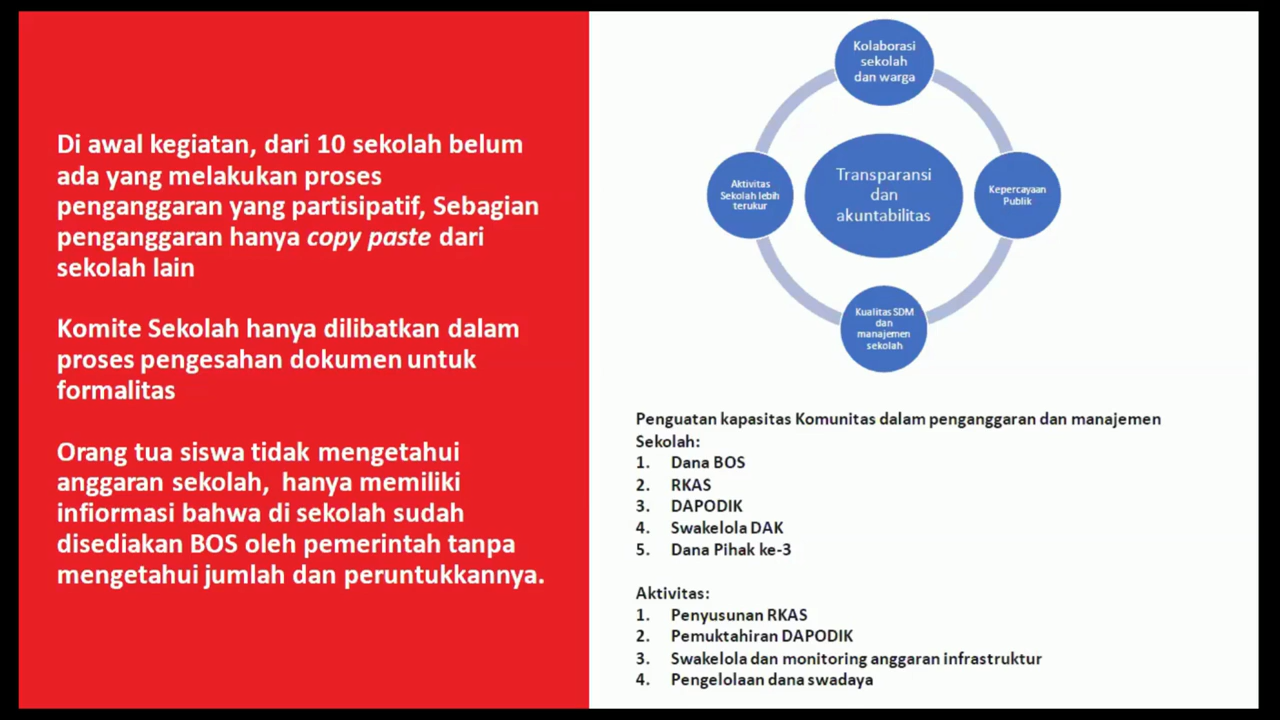 Di awal kegiatan, dari 10 sekolah belum
ada yang melakukan proses
penganggaran yang partisipatif, Sebagian
penganggaran hanya copy paste dari
sekolah lain
Komite Sekolah hanya dilibatkan dalam
proses pengesahan dokumen untuk
formalitas
Orang tua siswa tidak mengetahui
anggaran sekolah, hanya memiliki
infiormasi bahwa di sekolah sudah
disediakan BOS oleh pemerintah tanpa
mengetahui jumlah dan peruntukkannya.
Kolaborasi
sekolah
dan warga
Aktivitas
Sekolah lebih
terukur
Transparansi
dan
akuntabilitas
Kepercayaan
Publik
Kualitas SDM
dan
manajemen
sekolah
Penguatan kapasitas Komunitas dalam penganggaran dan manajemen
Sekolah:
1. Dana BOS
2. RKAS
3. DAPODIK
4. Swakelola DAK
5. Dana Pihak ke-3
Aktivitas:
1. Penyusunan RKAS
2. Pemuktahiran DAPODIK
3. Swakelola dan monitoring anggaran infrastruktur
4. Pengelolaan dana swadaya